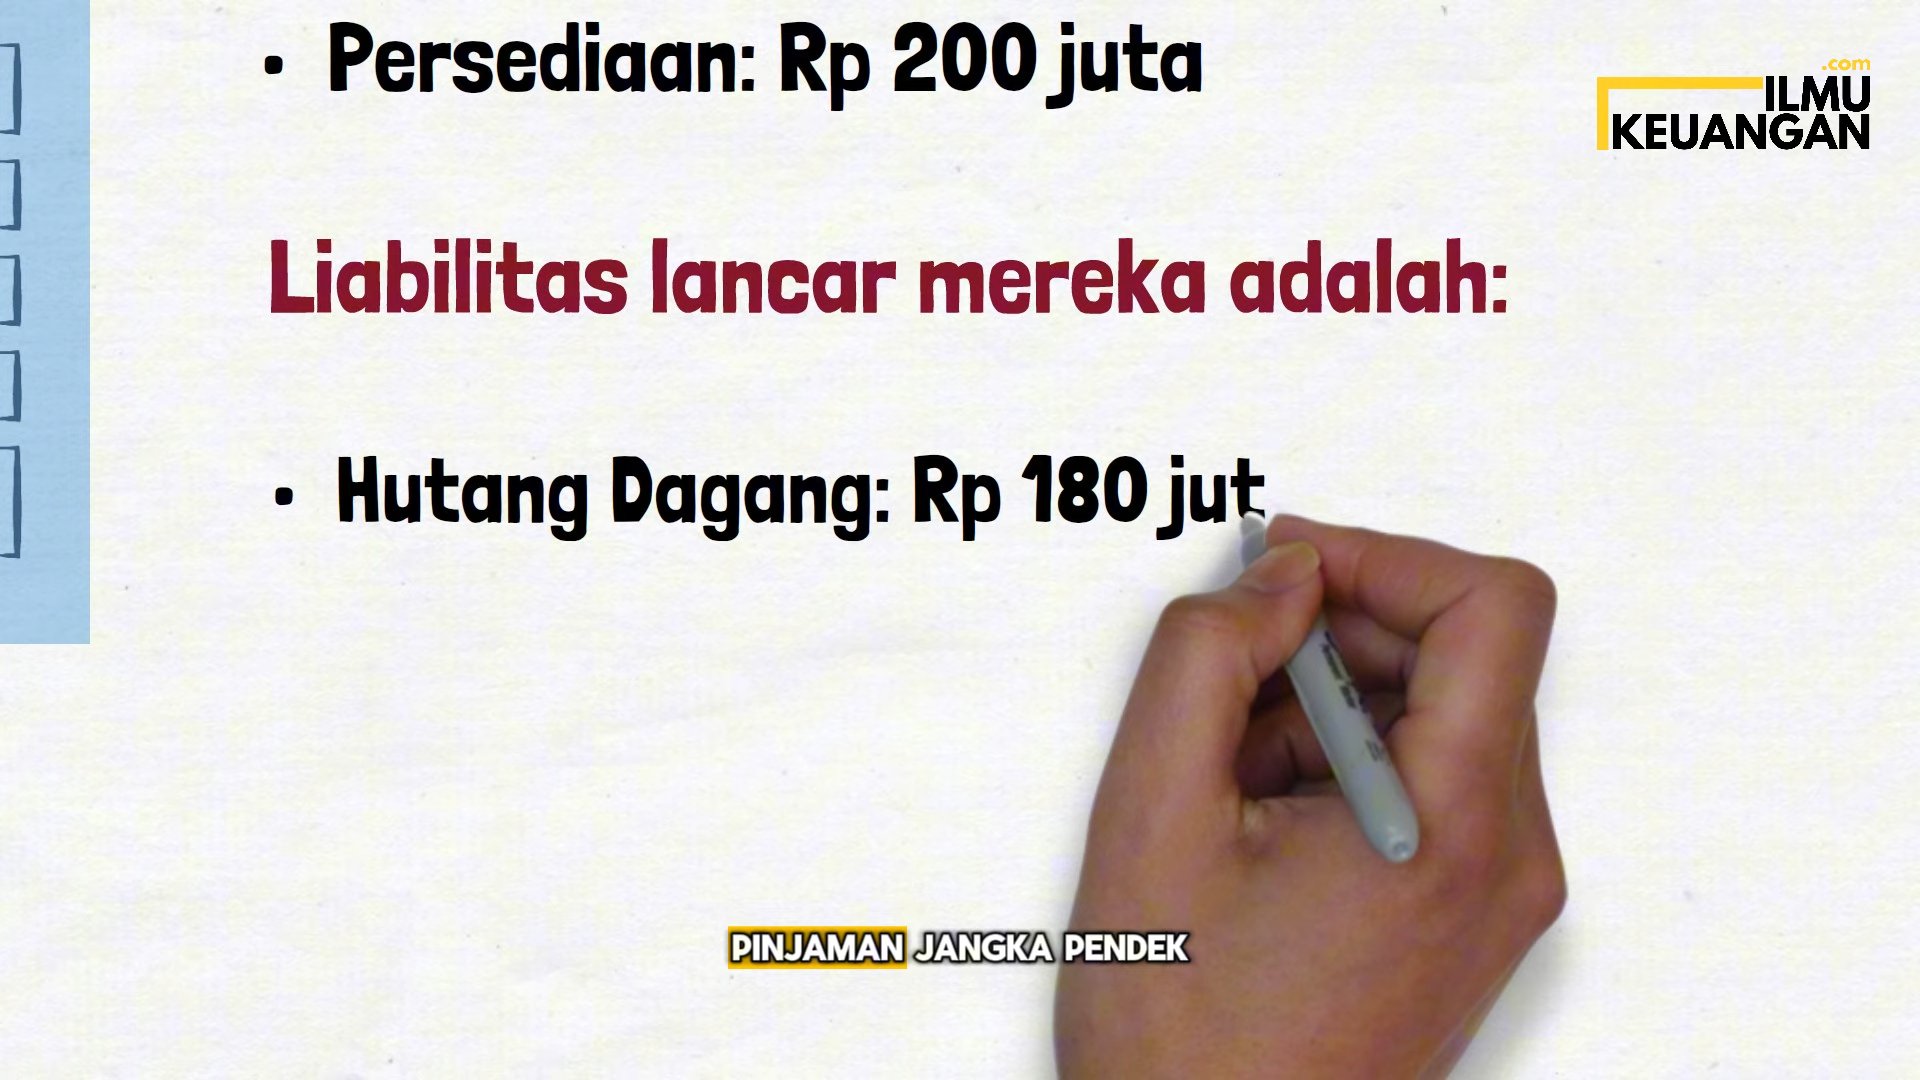 • Persediaan: Rp 200 juta
.com
ILMU
KEUANGAN
Liabilitas lancar mereka adalah:
• Hutang Dagang: Rp 180 jut
PINJAMAN JANGKA PENDEK